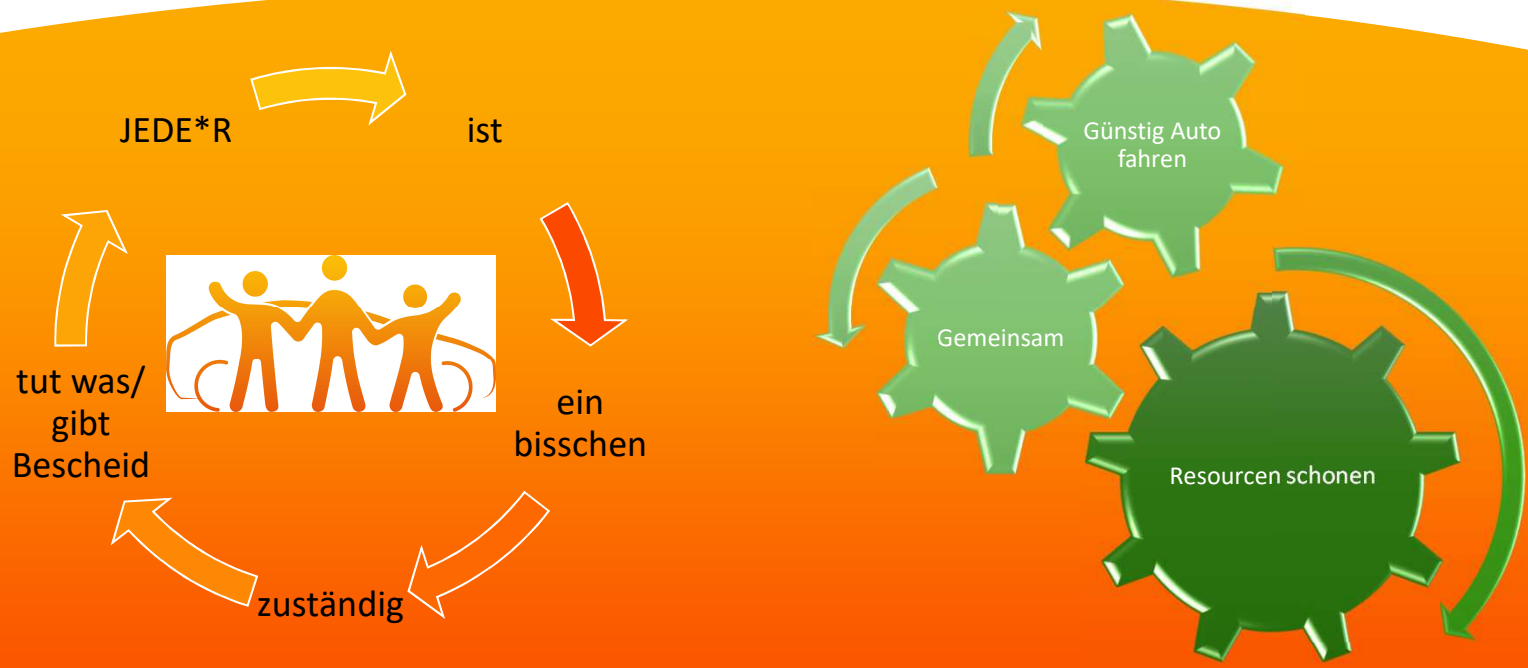 JEDE*R
ist
ein
bisschen
zuständig
tut was/
gibt
Bescheid
Günstig Auto
fahren
Gemeinsam
Resourcen schonen